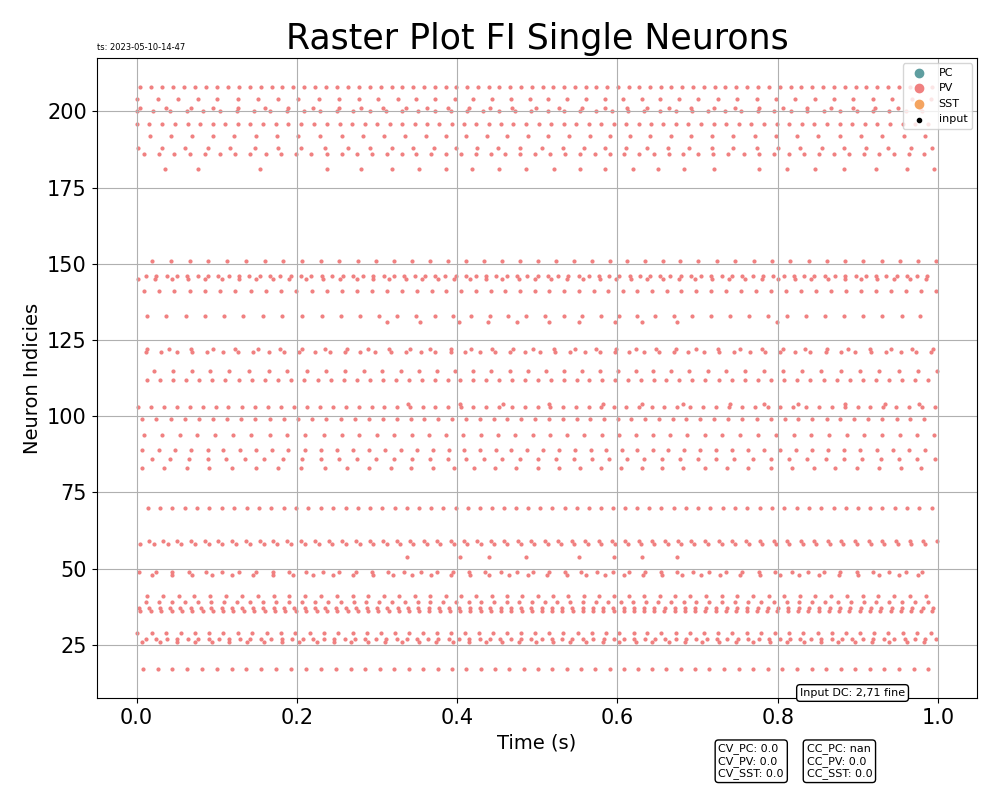 Raster Plot FI Single Neurons
ts: 2023-05-10-14-47
PC
PV
SST
input
Neuron Indicies
200
175
150
125
100
75
50
25
0.0 0.2 0.4 0.6 0.8 1.0
Time (s)
Input DC: 2,71 fine
CV_PC: 0.0
CV_PV: 0.0
CV_SST: 0.0
CC_PC: nan
CC_PV: 0.0
CC_SST: 0.0